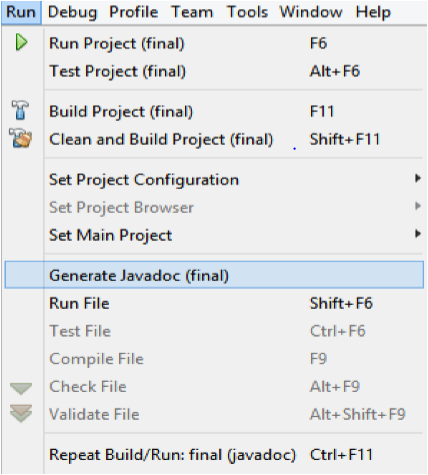 Run Debug Profile Team Tools Window Help
Run Project (final) F6
Test Project (final) Alt+F6
Build Project (final) F11
Clean and Build Project (final) Shift+F11
Set Project Configuration
Set Project Browser
Set Main Project
Generate Javadoc (final)
Run File Shift+F6
Test File Ctrl+F6
Compile File F9
Check File Alt+F9
Validate File Alt+Shift+F9
Repeat Build/Run: final (javadoc) Ctrl+F11